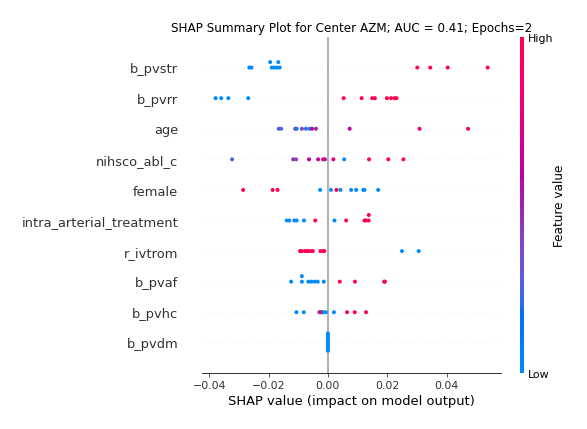 SHAP Summary Plot for Center AZM; AUC = 0.41; Epochs=2
High
b_pvstr
b_pvrr
age
nihsco_abl_c
female
intra_arterial_treatment
r_ivtrom
b_pvaf
b_pvhc
b_pvdm
Feature value
Low
−0.04 −0.02 0.00 0.02 0.04
SHAP value (impact on model output)